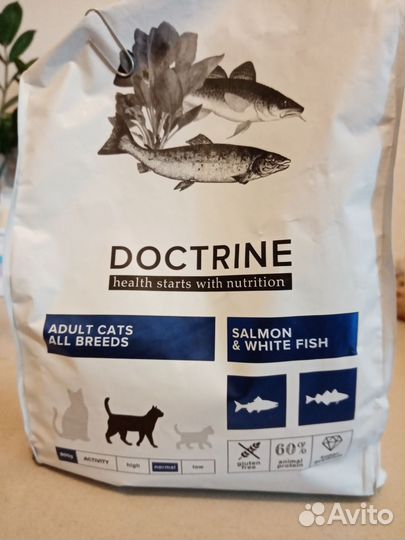 DOCTRINE
health starts with nutrition
ADULT CATS
ALL BREEDS
SALMON
& WHITE FISH
800g ACTIVITY high normal low
gluten
free
60%
animal
protein
Avito